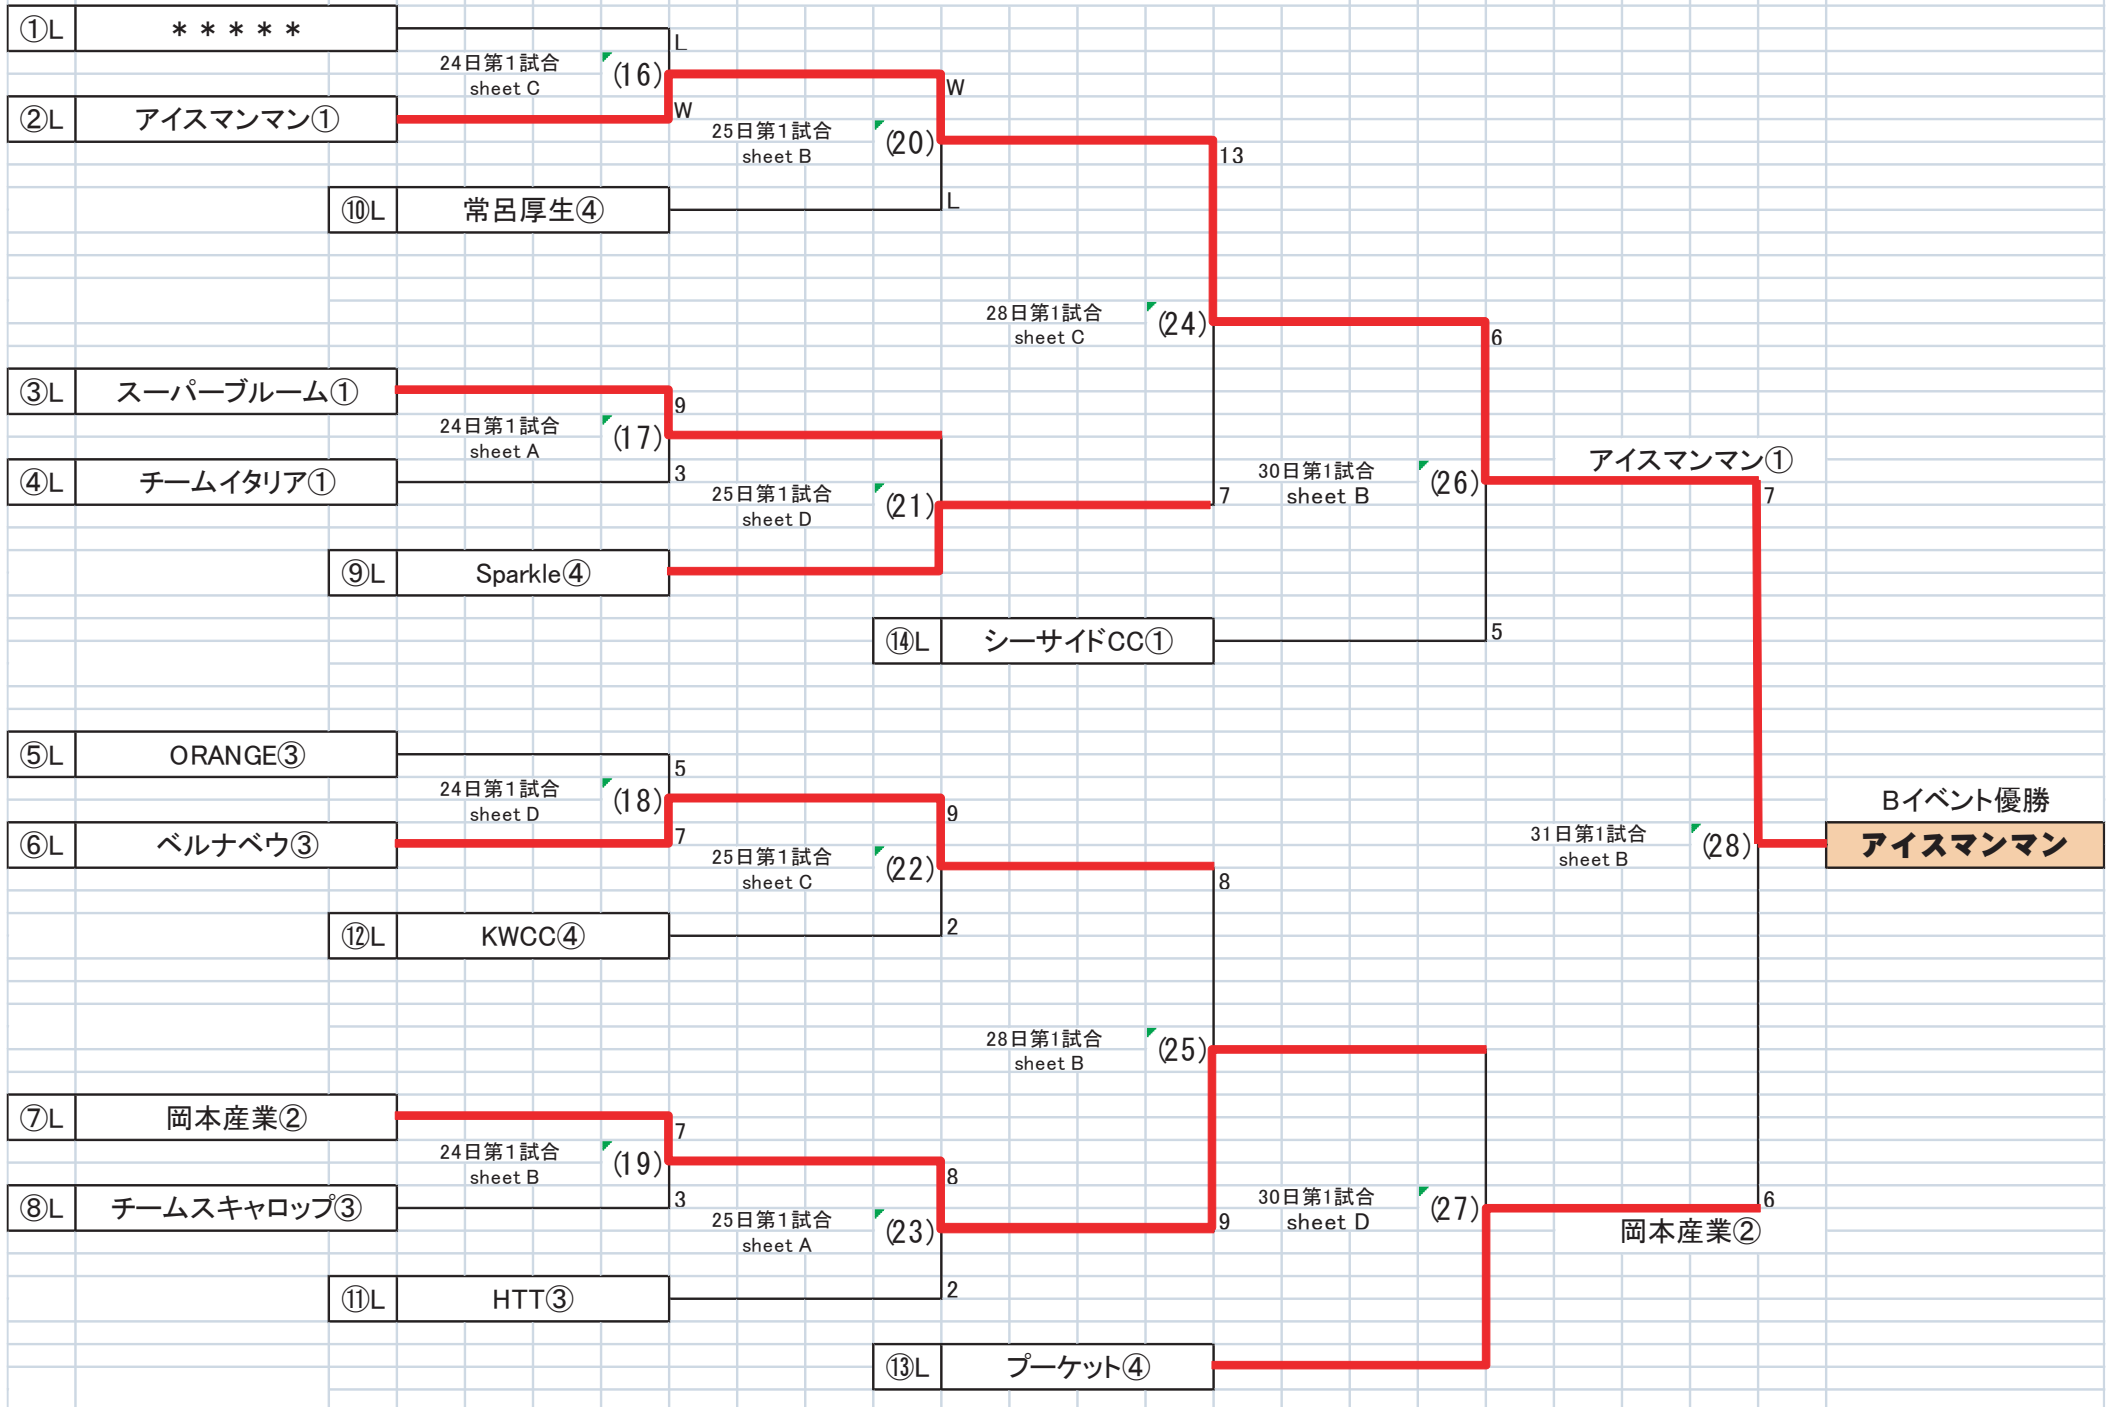 ①L ＊＊＊＊＊
L
24日第1試合 (16)
sheet C
W
②L アイスマンマン①
W
25日第1試合 (20)
sheet B
13
⑩L 常呂厚生④
L
28日第1試合 (24)
sheet C
6
③L スーパーブルーム①
9
24日第1試合 (17)
sheet A
④L チームイタリア①
3
アイスマンマン①
30日第1試合 (26)
sheet B
7
25日第1試合 (21)
sheet D
7
⑨L Sparkle④
⑭L シーサイドCC①
5
⑤L ORANGE③
5
24日第1試合 (18)
sheet D
9
Bイベント優勝
⑥L ベルナベウ③
7
31日第1試合 (28)
sheet B
アイスマンマン
25日第1試合 (22)
sheet C
8
⑫L KWCC④
2
28日第1試合 (25)
sheet B
⑦L 岡本産業②
7
24日第1試合 (19)
sheet B
8
⑧L チームスキャロップ③
3
30日第1試合 (27)
sheet D
6
25日第1試合 (23)
sheet A
9
岡本産業②
⑪L HTT③
2
⑬L プーケット④